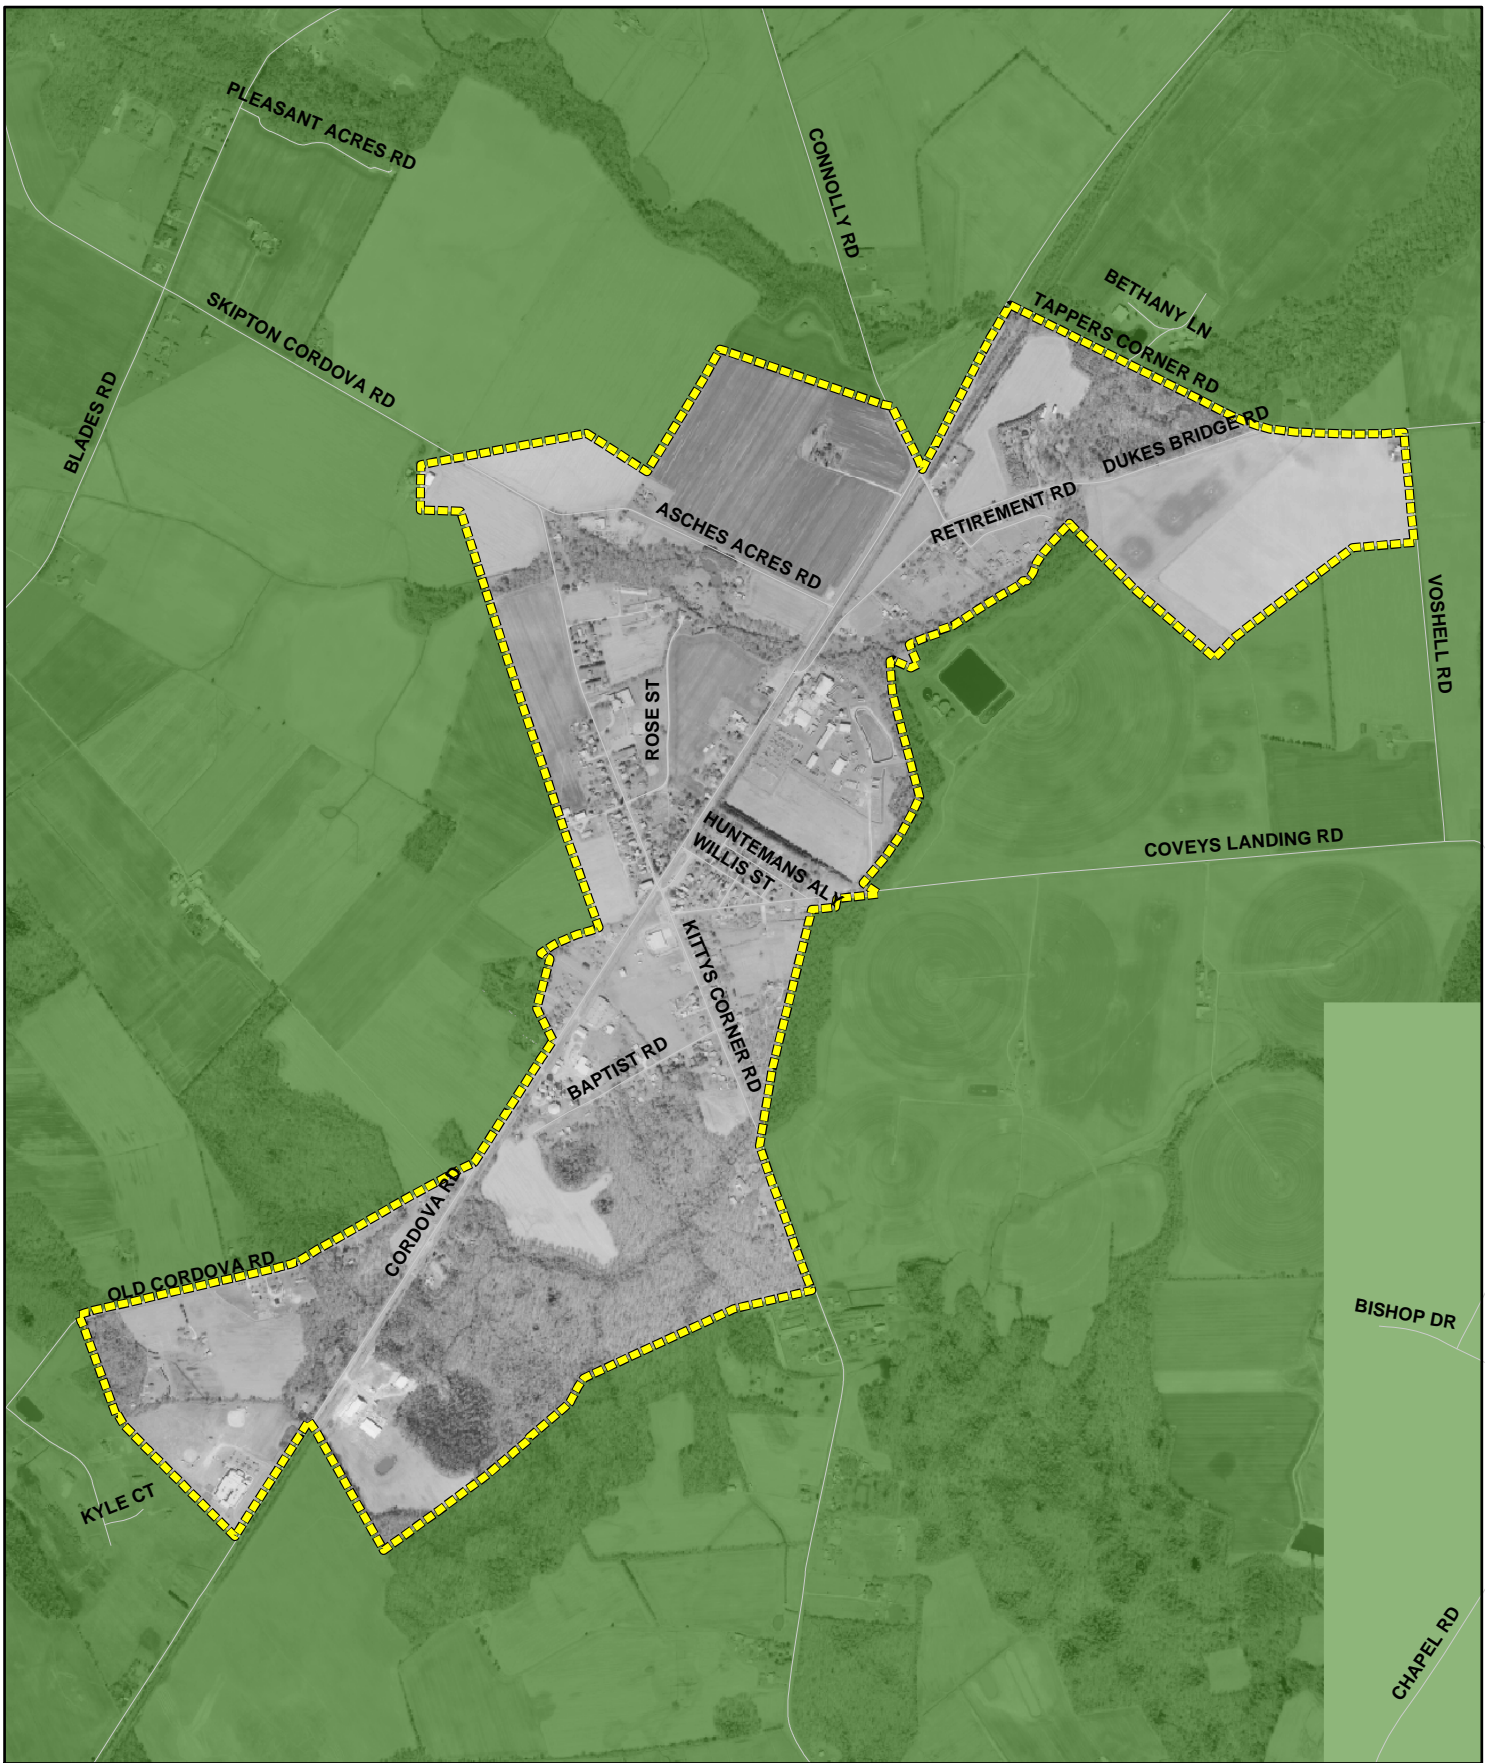 PLEASANT ACRES RD
CONNOLLY RD
BETHANY LN
TAPPERS CORNER RD
SKIPTON CORDOVA RD
BLADES RD
DUKES BRIDGE RD
RETIREMENT RD
ASCHES ACRES RD
VOSHELL RD
ROSE ST
HUNTEMANS ALY
WILLIS ST
COVEYS LANDING RD
KITTYS CORNER RD
BAPTIST RD
CORDOVA RD
OLD CORDOVA RD
BISHOP DR
KYLE CT
CHAPEL RD